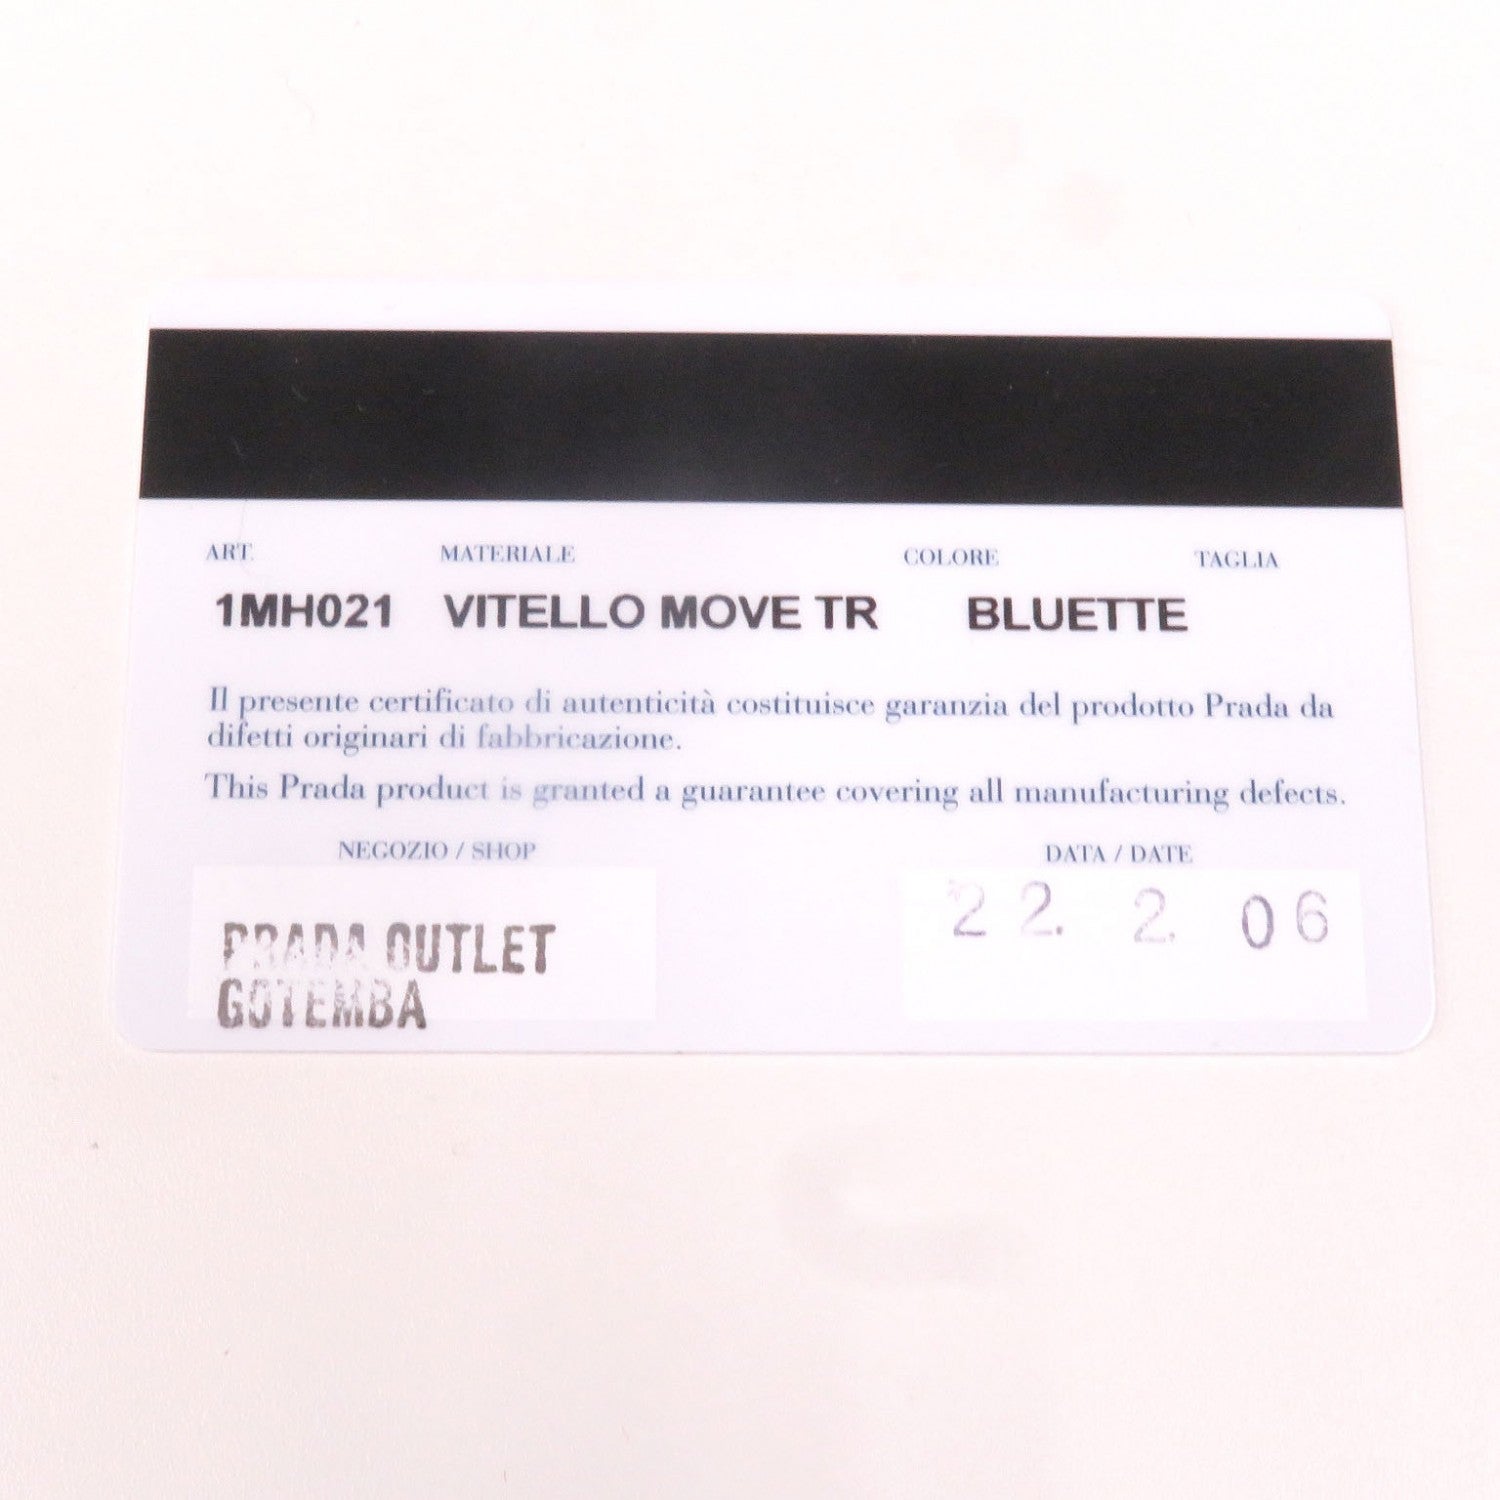 ART. MATERIALE COLORE TAGLIA
1MH021 VITELLO MOVE TR BLUETTE
Il presente certificato di autenticità costituisce garanzia del prodotto Prada da
difetti originari di fabbricazione.
This Prada product is granted a guarantee covering all manufacturing defects.
NEGOZIO / SHOP DATA / DATE
PRADA OUTLET 22. 2. 06
GOTEMBA